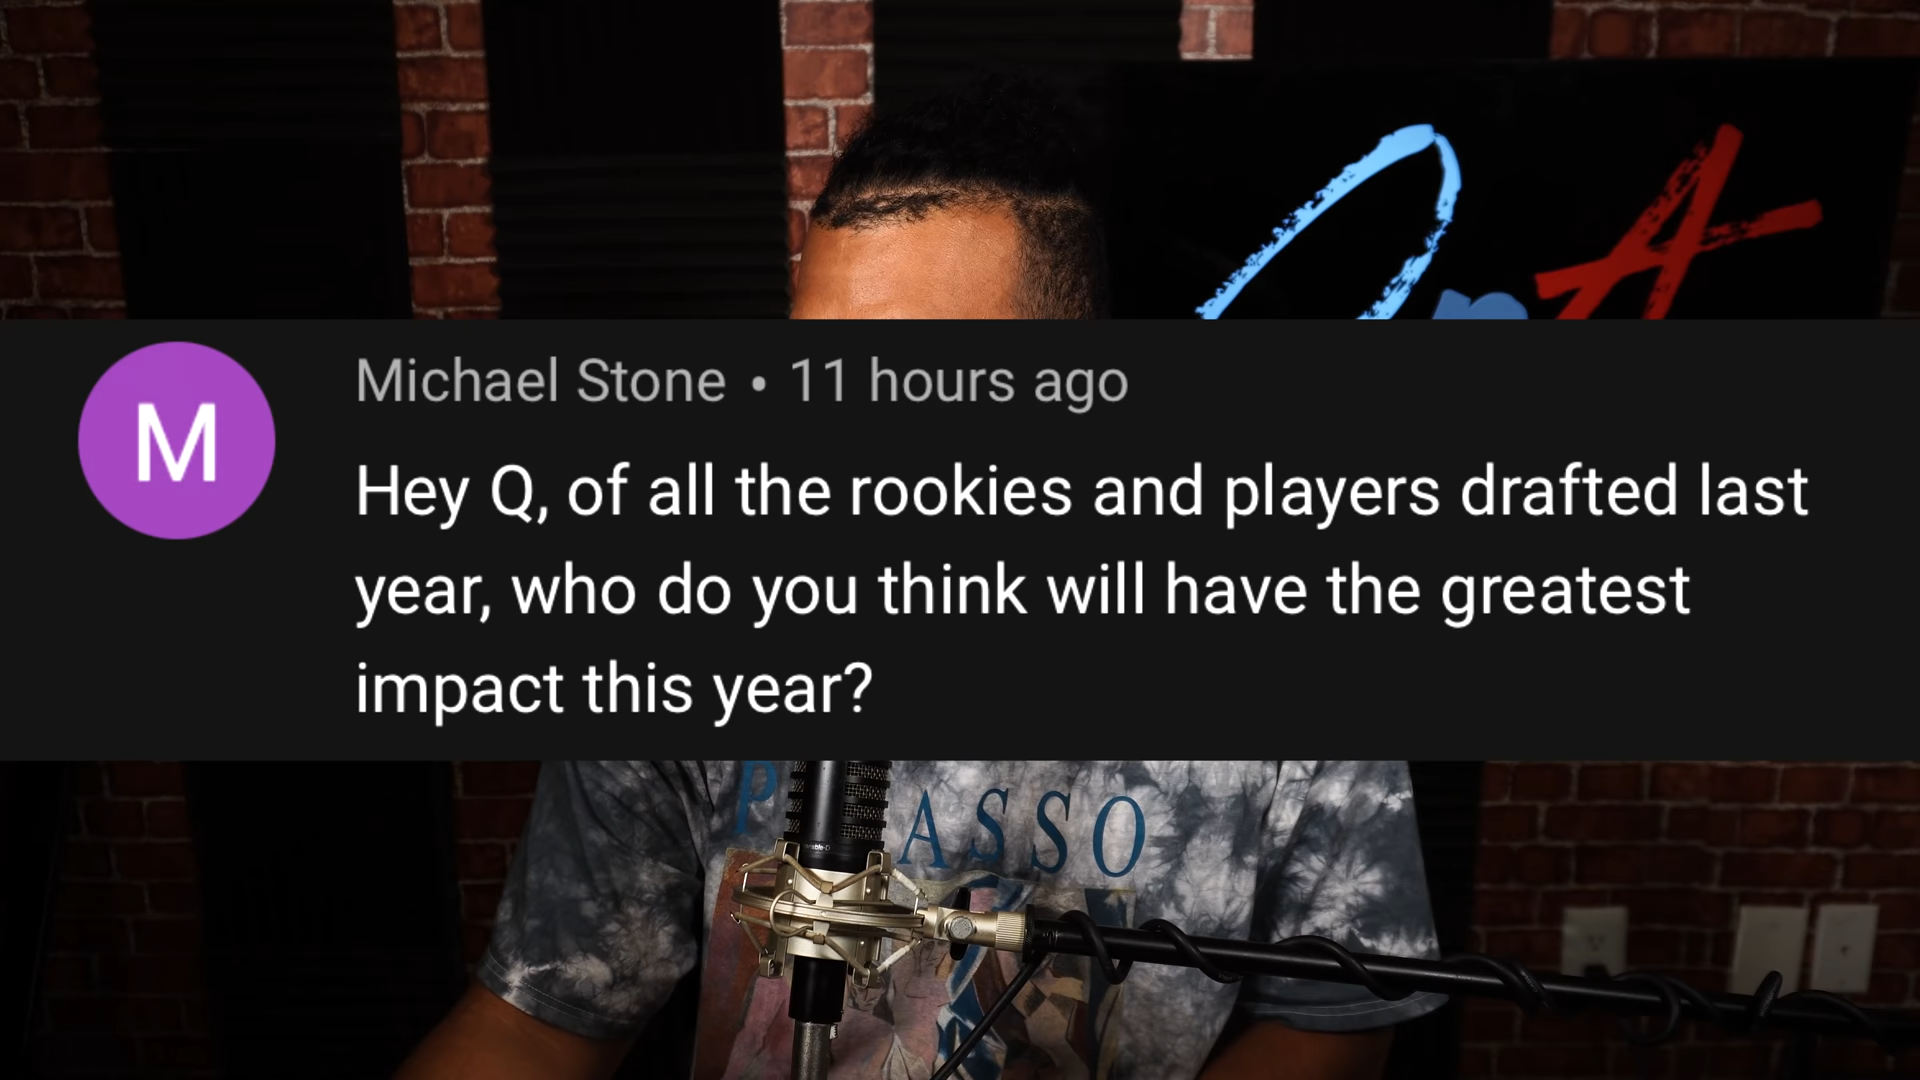 QnA
Michael Stone • 11 hours ago
M
Hey Q, of all the rookies and players drafted last
year, who do you think will have the greatest
impact this year?
ASSO